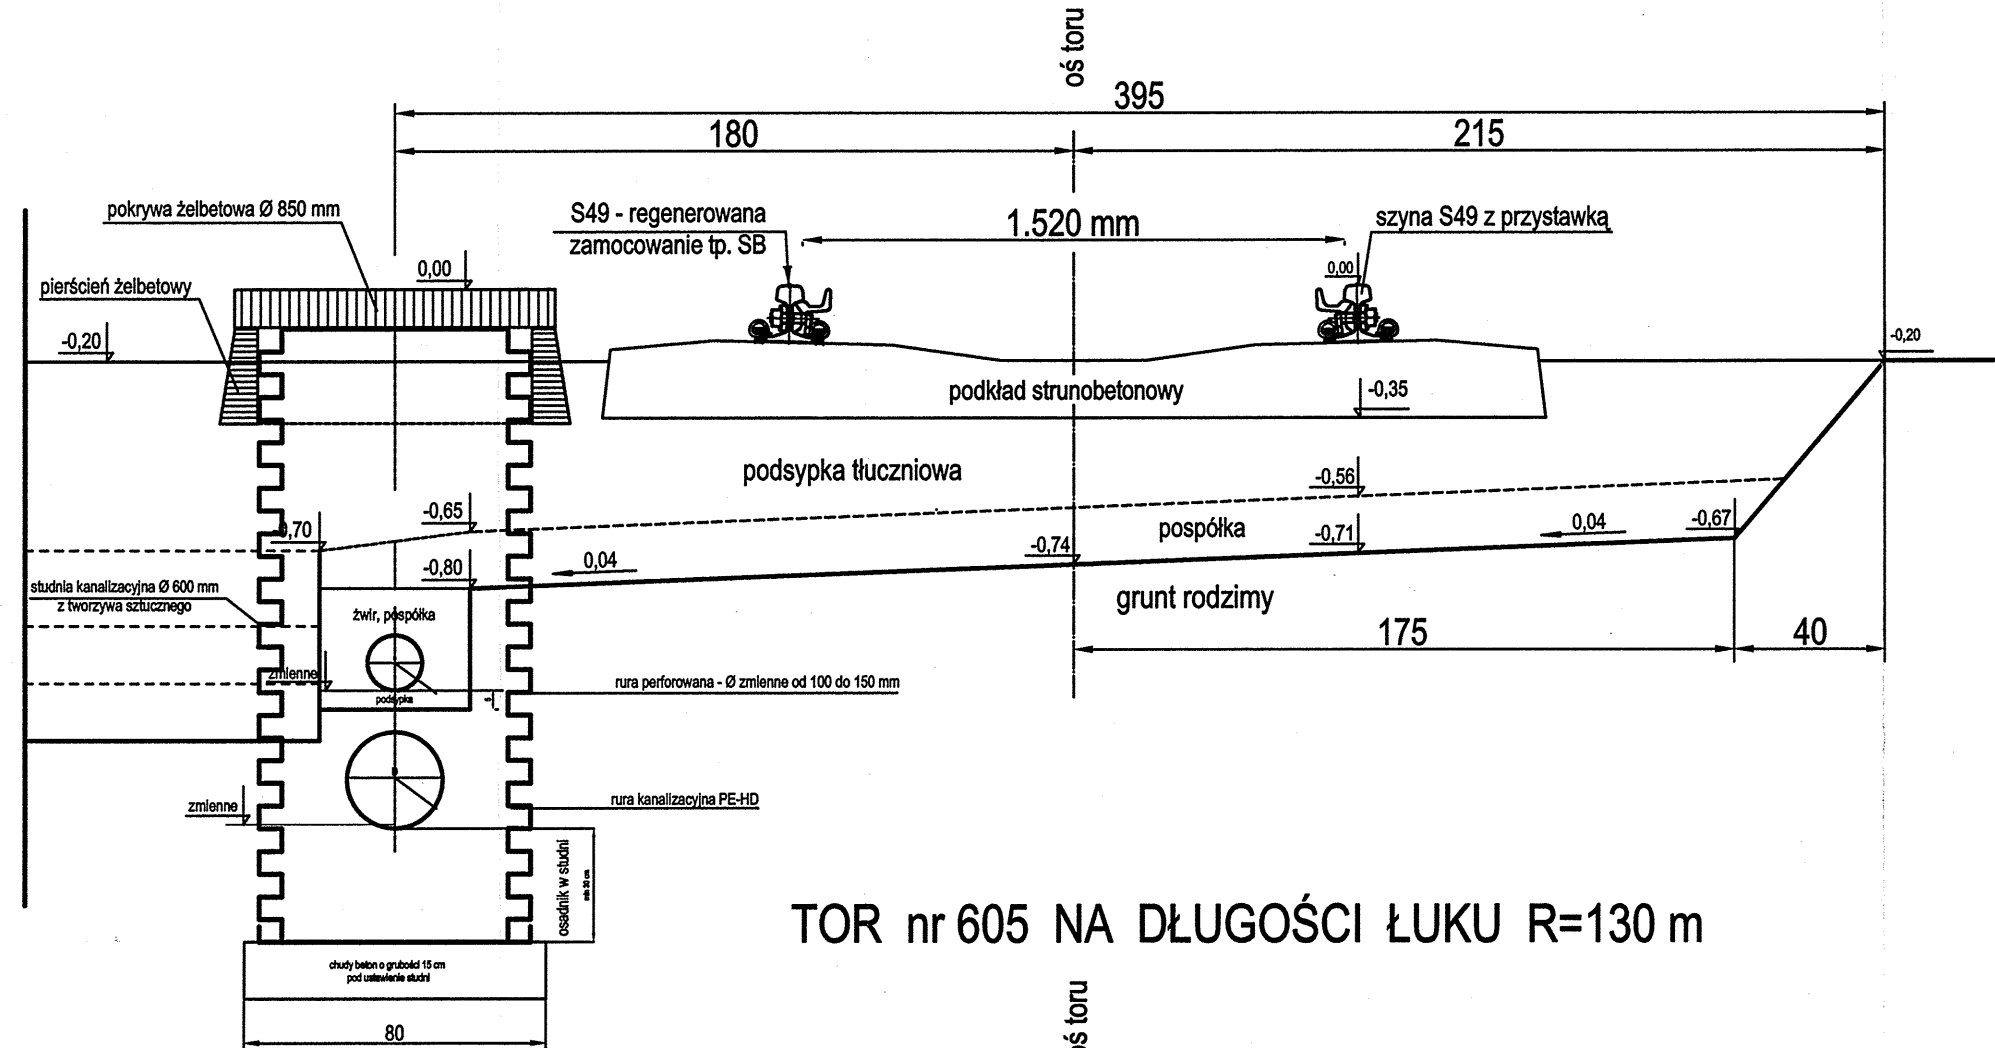 oś toru
395
180
215
pokrywa żelbetowa Ø 850 mm
S49 - regenerowana
zamocowanie tp. SB
1.520 mm
szyna S49 z przystawką
0,00
0,00
pierścień żelbetowy
-0,20
-0,20
podkład strunobetonowy
-0,35
podsypka tłuczniowa
-0,56
-0,65
-0,70
pospółka
0,04
-0,67
-0,74
-0,71
-0,80
0,04
studnia kanalizacyjna Ø 600 mm
z tworzywa sztucznego
grunt rodzimy
żwir, pospółka
175
40
zmienne
rura perforowana - Ø zmienne od 100 do 150 mm
podsypka
5
zmienne
rura kanalizacyjna PE-HD
osadnik w studni
min 30 cm
TOR nr 605 NA DŁUGOŚCI ŁUKU R=130 m
chudy beton o grubości 15 cm
pod ustawienie studni
80
oś toru